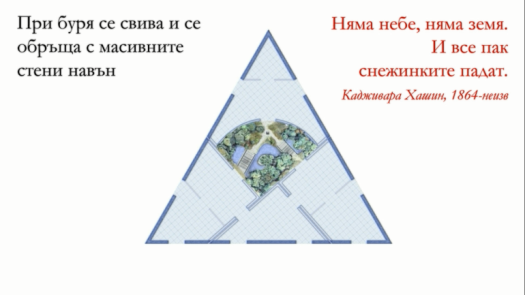 При буря се свива и се
обръща с масивните
стени навън
Няма небе, няма земя.
И все пак
снежинките падат.
Кадживара Хашин, 1864-неизв